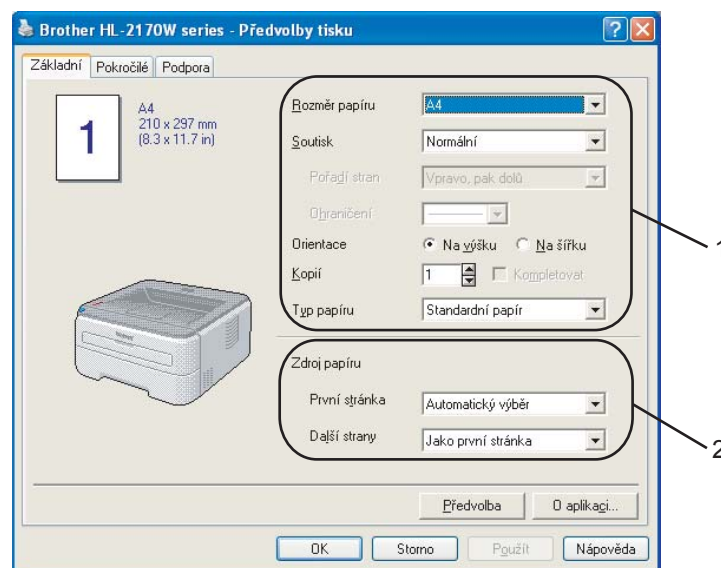 Brother HL-2170W series - Předvolby tisku
Základní Pokročilé Podpora
1
A4
210 x 297 mm
(8.3 x 11.7 in)
Rozměr papíru A4
Soutisk Normální
Pořadí stran Vpravo, pak dolů
Ohraničení
Orientace Na výšku Na šířku
Kopií 1 Kompletovat
Typ papíru Standardní papír
1
Zdroj papíru
První stránka Automatický výběr
Další strany Jako první stránka
2
Předvolba O aplikaci...
OK Storno Použít Nápověda